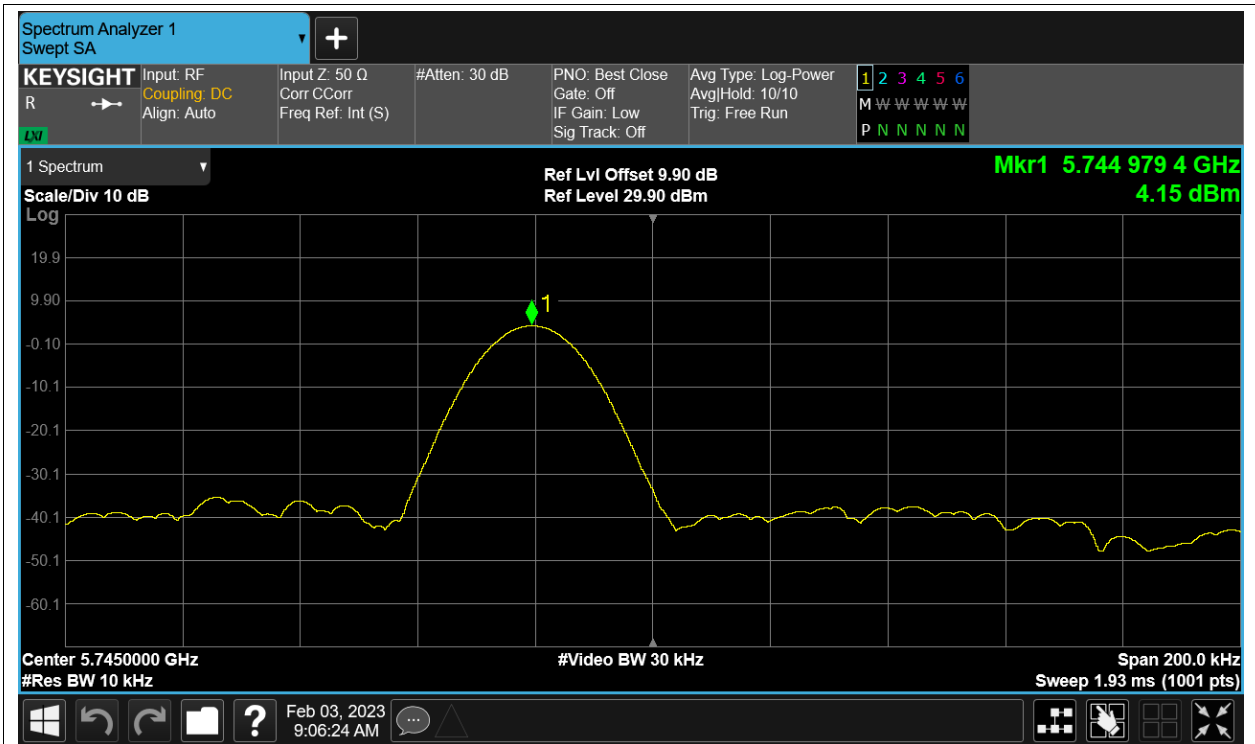 Spectrum Analyzer 1
Swept SA
KEYSIGHT
R
LXI
Input: RF
Coupling: DC
Align: Auto
Input Z: 50 Ω
Corr CCorr
Freq Ref: Int (S)
#Atten: 30 dB
PNO: Best Close
Gate: Off
IF Gain: Low
Sig Track: Off
Avg Type: Log-Power
Avg|Hold: 10/10
Trig: Free Run
1 2 3 4 5 6
M W W W W W
P N N N N N
1 Spectrum
Scale/Div 10 dB
Log
Ref Lvl Offset 9.90 dB
Ref Level 29.90 dBm
Mkr1 5.744 979 4 GHz
4.15 dBm
19.9
9.90
1
-0.10
-10.1
-20.1
-30.1
-40.1
-50.1
-60.1
Center 5.7450000 GHz
#Video BW 30 kHz
Span 200.0 kHz
#Res BW 10 kHz
Sweep 1.93 ms (1001 pts)
?
Feb 03, 2023
9:06:24 AM